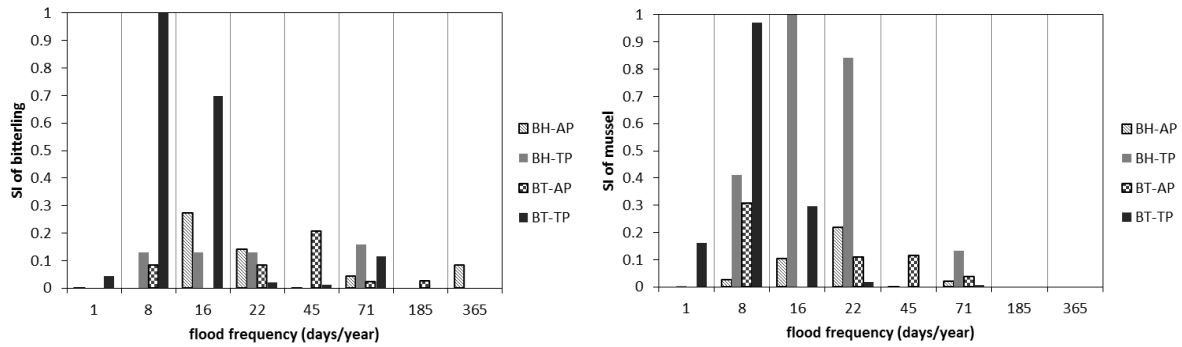 1
0.9
0.8
0.7
0.6
0.5
0.4
0.3
0.2
0.1
0
SI of bitterling
1 8 16 22 45 71 185 365
flood frequency (days/year)
BH-AP
BH-TP
BT-AP
BT-TP
1
0.9
0.8
0.7
0.6
0.5
0.4
0.3
0.2
0.1
0
SI of mussel
1 8 16 22 45 71 185 365
flood frequency (days/year)
BH-AP
BH-TP
BT-AP
BT-TP